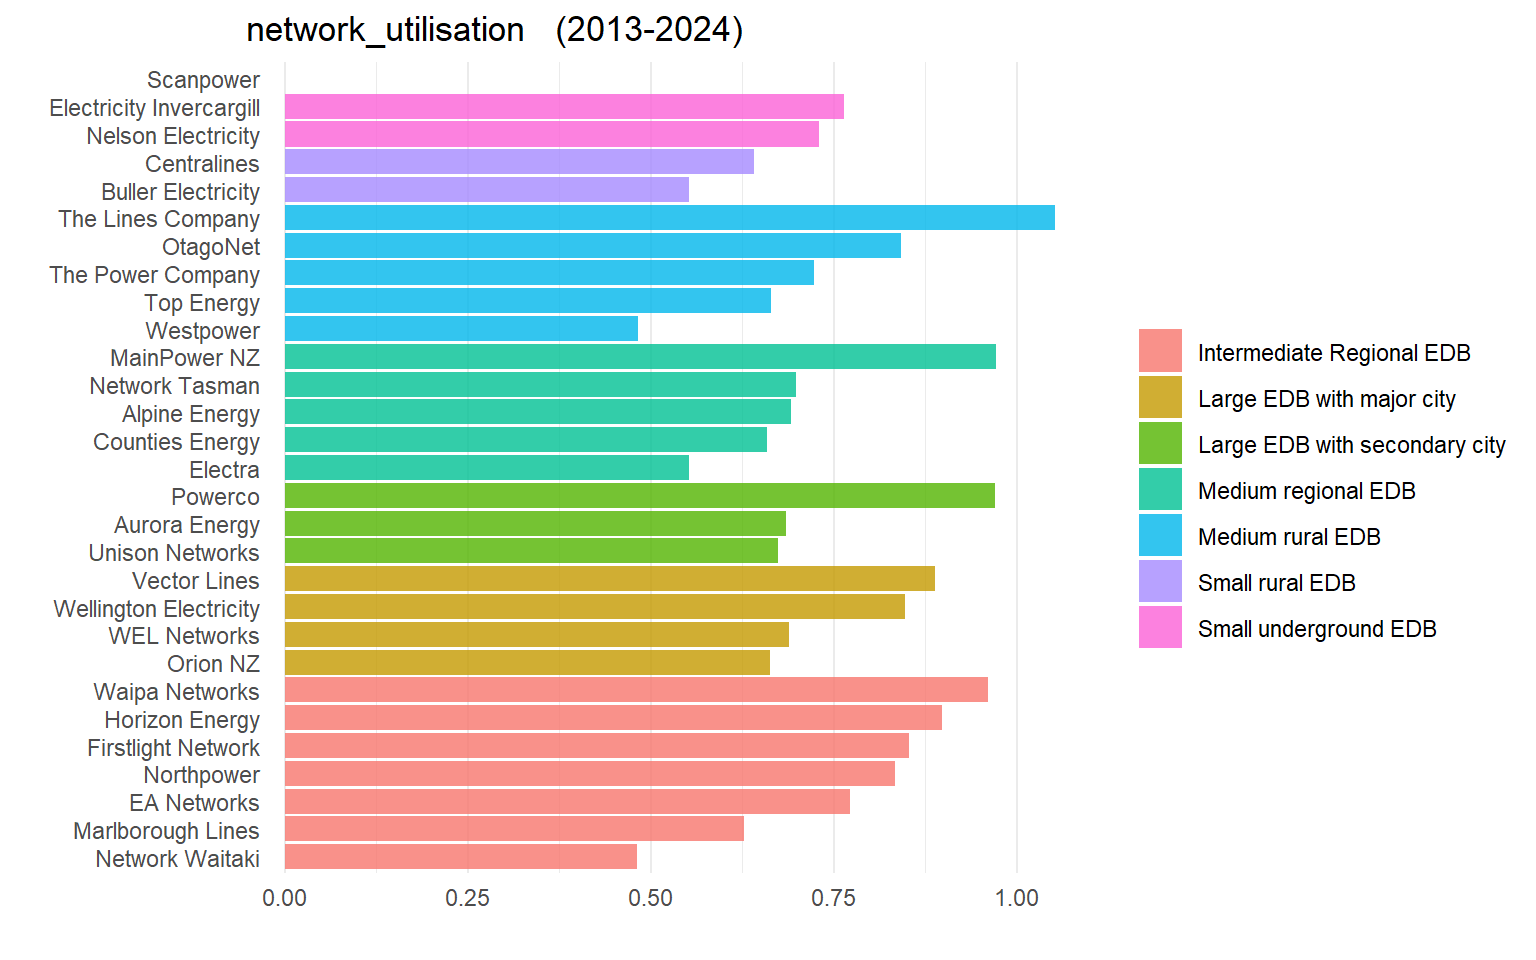 network_utilisation (2013-2024)
Scanpower
Electricity Invercargill
Nelson Electricity
Centralines
Buller Electricity
The Lines Company
OtagoNet
The Power Company
Top Energy
Westpower
MainPower NZ
Network Tasman
Alpine Energy
Counties Energy
Electra
Powerco
Aurora Energy
Unison Networks
Vector Lines
Wellington Electricity
WEL Networks
Orion NZ
Waipa Networks
Horizon Energy
Firstlight Network
Northpower
EA Networks
Marlborough Lines
Network Waitaki
0.00 0.25 0.50 0.75 1.00
Intermediate Regional EDB
Large EDB with major city
Large EDB with secondary city
Medium regional EDB
Medium rural EDB
Small rural EDB
Small underground EDB